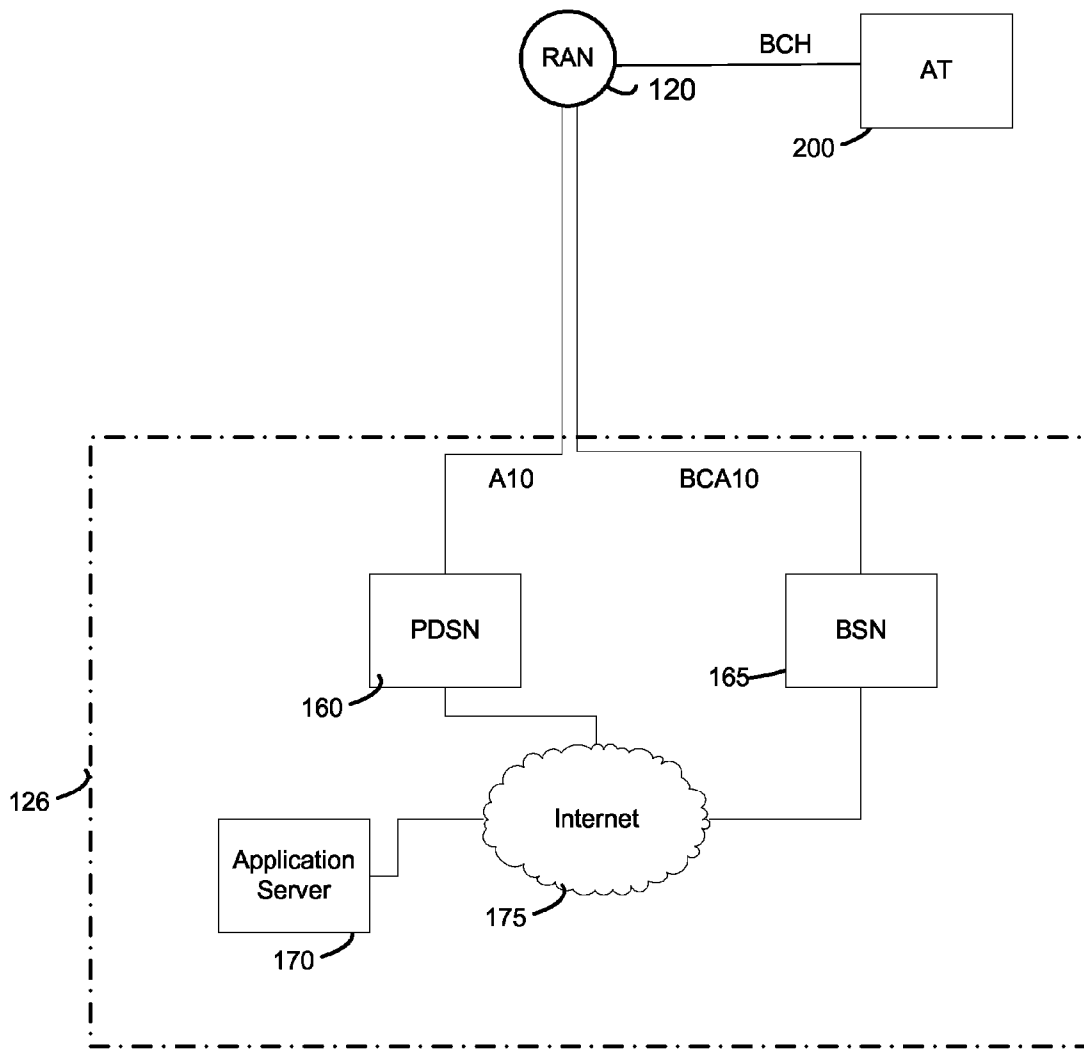 RAN
BCH
AT
120
200
A10
BCA10
PDSN
BSN
165
160
126
Internet
Application
Server
175
170